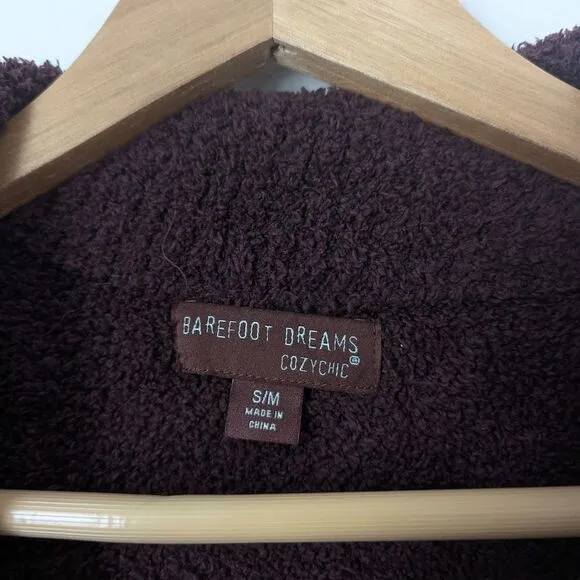 BAREFOOT DREAMS
COZYCHIC®
S/M
MADE IN
CHINA